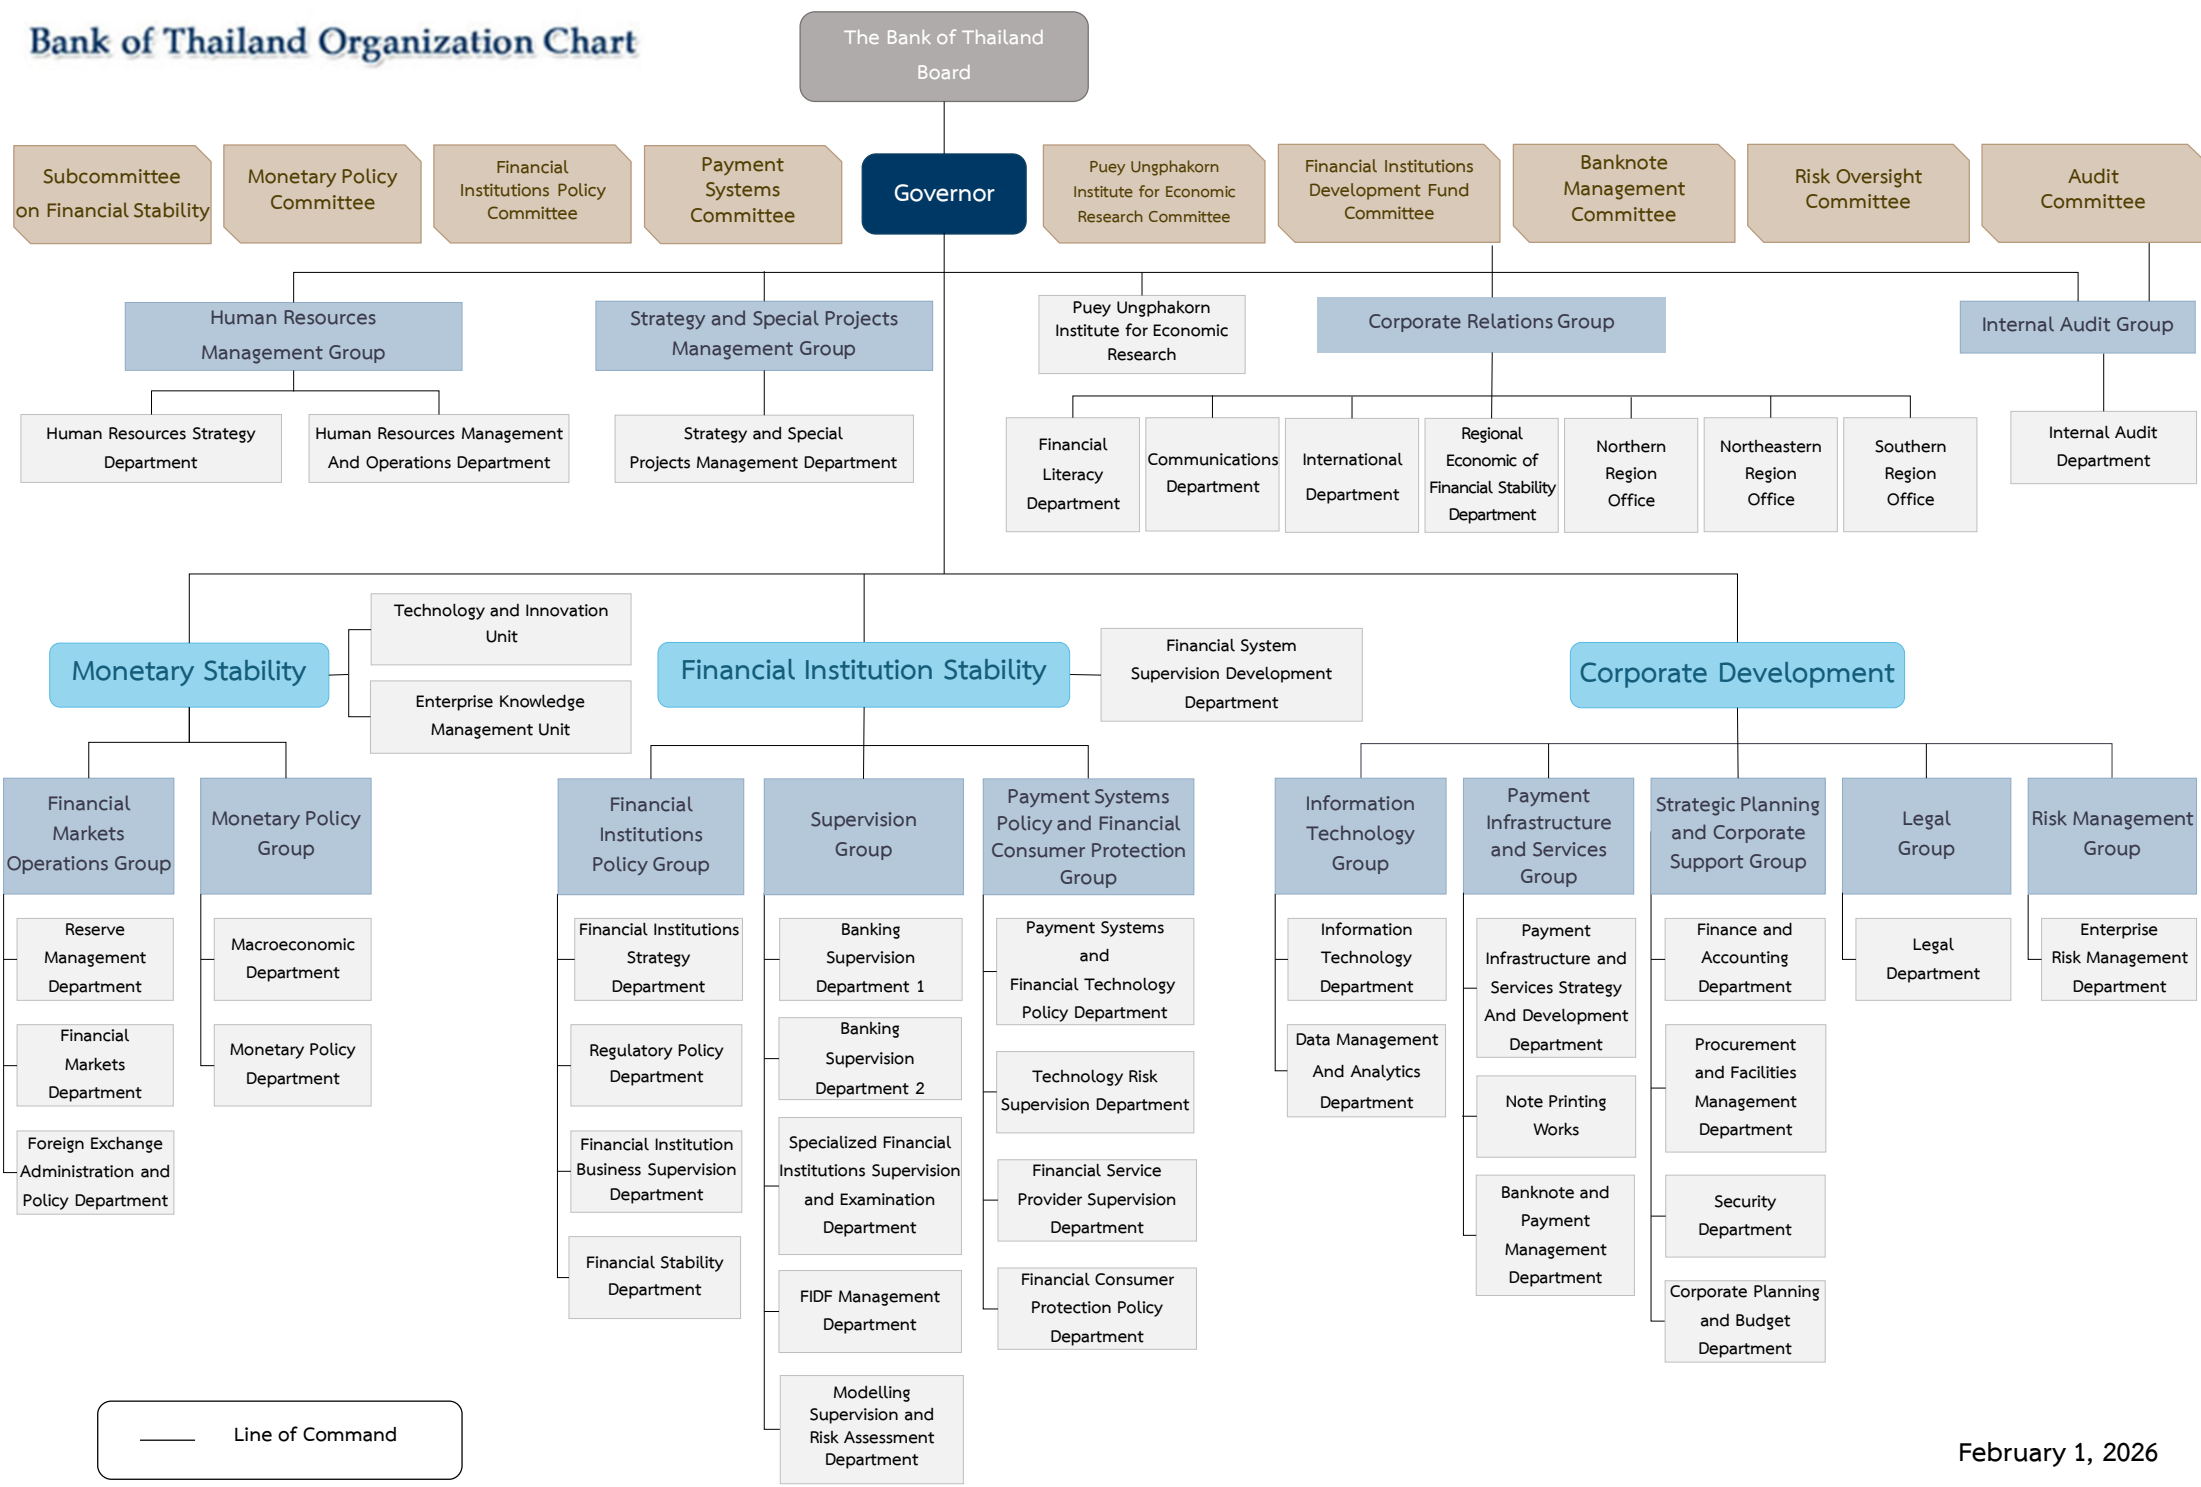 Bank of Thailand Organization Chart
The Bank of Thailand
Board
Subcommittee
on Financial Stability
Monetary Policy
Committee
Financial
Institutions Policy
Committee
Payment
Systems
Committee
Governor
Puey Ungphakorn
Institute for Economic
Research Committee
Financial Institutions
Development Fund
Committee
Banknote
Management
Committee
Risk Oversight
Committee
Audit
Committee
Human Resources
Management Group
Strategy and Special Projects
Management Group
Puey Ungphakorn
Institute for Economic
Research
Corporate Relations Group
Internal Audit Group
Human Resources Strategy
Department
Human Resources Management
And Operations Department
Strategy and Special
Projects Management Department
Financial
Literacy
Department
Communications
Department
International
Department
Regional
Economic of
Financial Stability
Department
Northern
Region
Office
Northeastern
Region
Office
Southern
Region
Office
Internal Audit
Department
Monetary Stability
Technology and Innovation
Unit
Enterprise Knowledge
Management Unit
Financial Institution Stability
Financial System
Supervision Development
Department
Corporate Development
Financial
Markets
Operations Group
Monetary Policy
Group
Financial
Institutions
Policy Group
Supervision
Group
Payment Systems
Policy and Financial
Consumer Protection
Group
Information
Technology
Group
Payment
Infrastructure
and Services
Group
Strategic Planning
and Corporate
Support Group
Legal
Group
Risk Management
Group
Reserve
Management
Department
Financial
Markets
Department
Foreign Exchange
Administration and
Policy Department
Macroeconomic
Department
Monetary Policy
Department
Financial Institutions
Strategy
Department
Regulatory Policy
Department
Financial Institution
Business Supervision
Department
Financial Stability
Department
Banking
Supervision
Department 1
Banking
Supervision
Department 2
Specialized Financial
Institutions Supervision
and Examination
Department
FIDF Management
Department
Modelling
Supervision and
Risk Assessment
Department
Payment Systems
and
Financial Technology
Policy Department
Technology Risk
Supervision Department
Financial Service
Provider Supervision
Department
Financial Consumer
Protection Policy
Department
Information
Technology
Department
Data Management
And Analytics
Department
Payment
Infrastructure and
Services Strategy
And Development
Department
Note Printing
Works
Banknote and
Payment
Management
Department
Finance and
Accounting
Department
Procurement
and Facilities
Management
Department
Security
Department
Corporate Planning
and Budget
Department
Legal
Department
Enterprise
Risk Management
Department
Line of Command
February 1, 2026